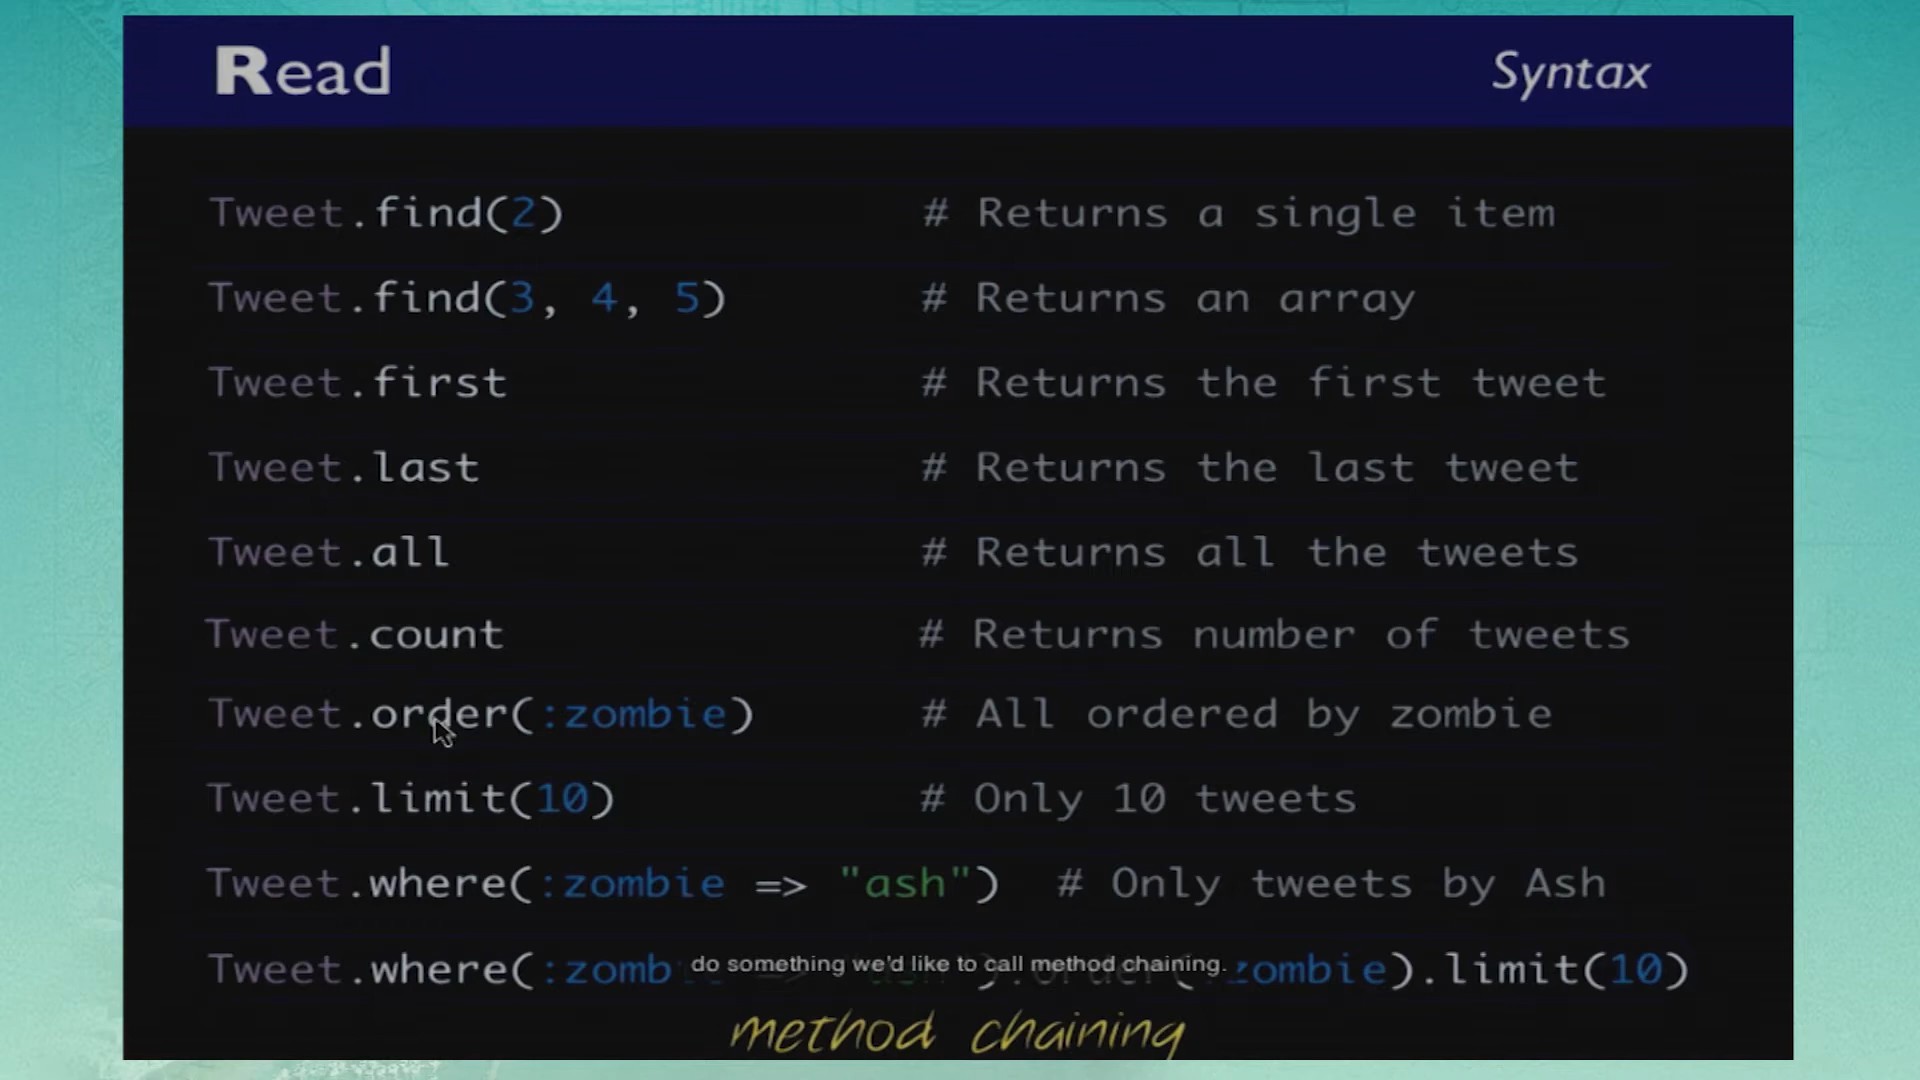 Read Syntax
Tweet.find(2) # Returns a single item
Tweet.find(3, 4, 5) # Returns an array
Tweet.first # Returns the first tweet
Tweet.last # Returns the last tweet
Tweet.all # Returns all the tweets
Tweet.count # Returns number of tweets
Tweet.order(:zombie) # All ordered by zombie
Tweet.limit(10) # Only 10 tweets
Tweet.where(:zombie => "ash") # Only tweets by Ash
Tweet.where(:zombie => "ash").order(:zombie).limit(10)
do something we'd like to call method chaining.
method chaining